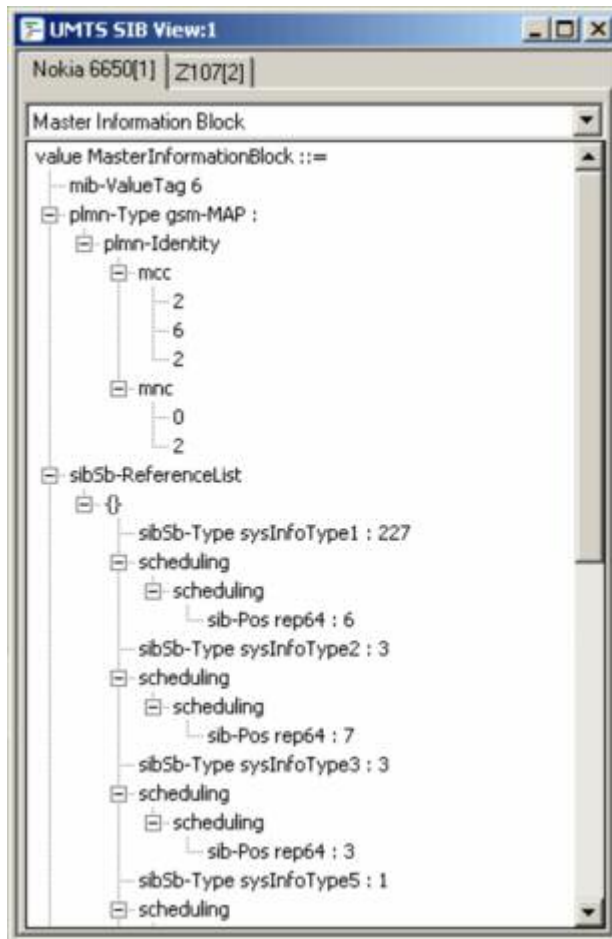 UMTS SIB View:1
Nokia 6650[1] Z107[2]
Master Information Block
value MasterInformationBlock ::=
mib-ValueTag 6
plmn-Type gsm-MAP :
plmn-Identity
mcc
2
6
2
mnc
0
2
sibSb-ReferenceList
{}
sibSb-Type sysInfoType1 : 227
scheduling
scheduling
sib-Pos rep64 : 6
sibSb-Type sysInfoType2 : 3
scheduling
scheduling
sib-Pos rep64 : 7
sibSb-Type sysInfoType3 : 3
scheduling
scheduling
sib-Pos rep64 : 3
sibSb-Type sysInfoType5 : 1
scheduling